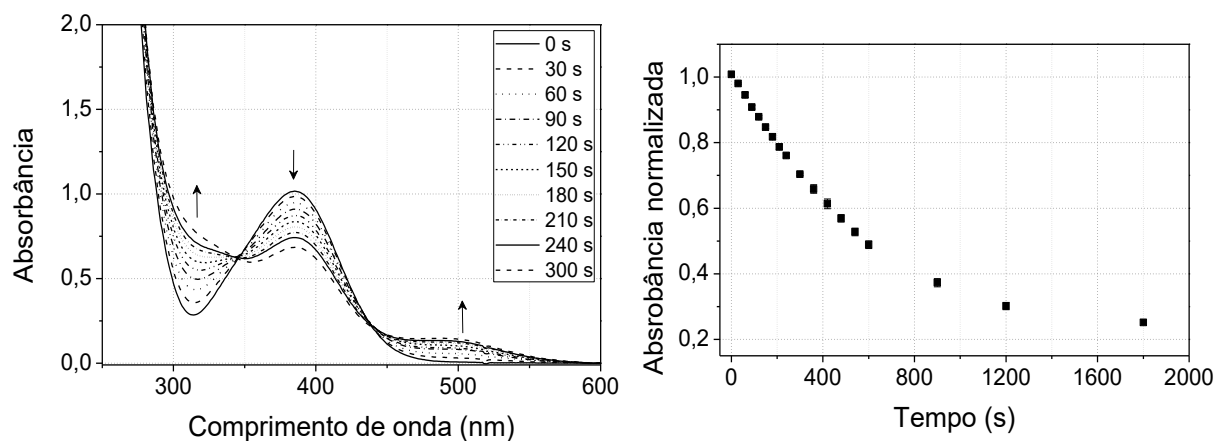 2,0
1,5
1,0
0,5
0,0
Absorbância
300
400
500
600
Comprimento de onda (nm)
0 s
30 s
60 s
90 s
120 s
150 s
180 s
210 s
240 s
300 s
1,0
0,8
0,6
0,4
0,2
Absrobância normalizada
0
400
800
1200
1600
2000
Tempo (s)